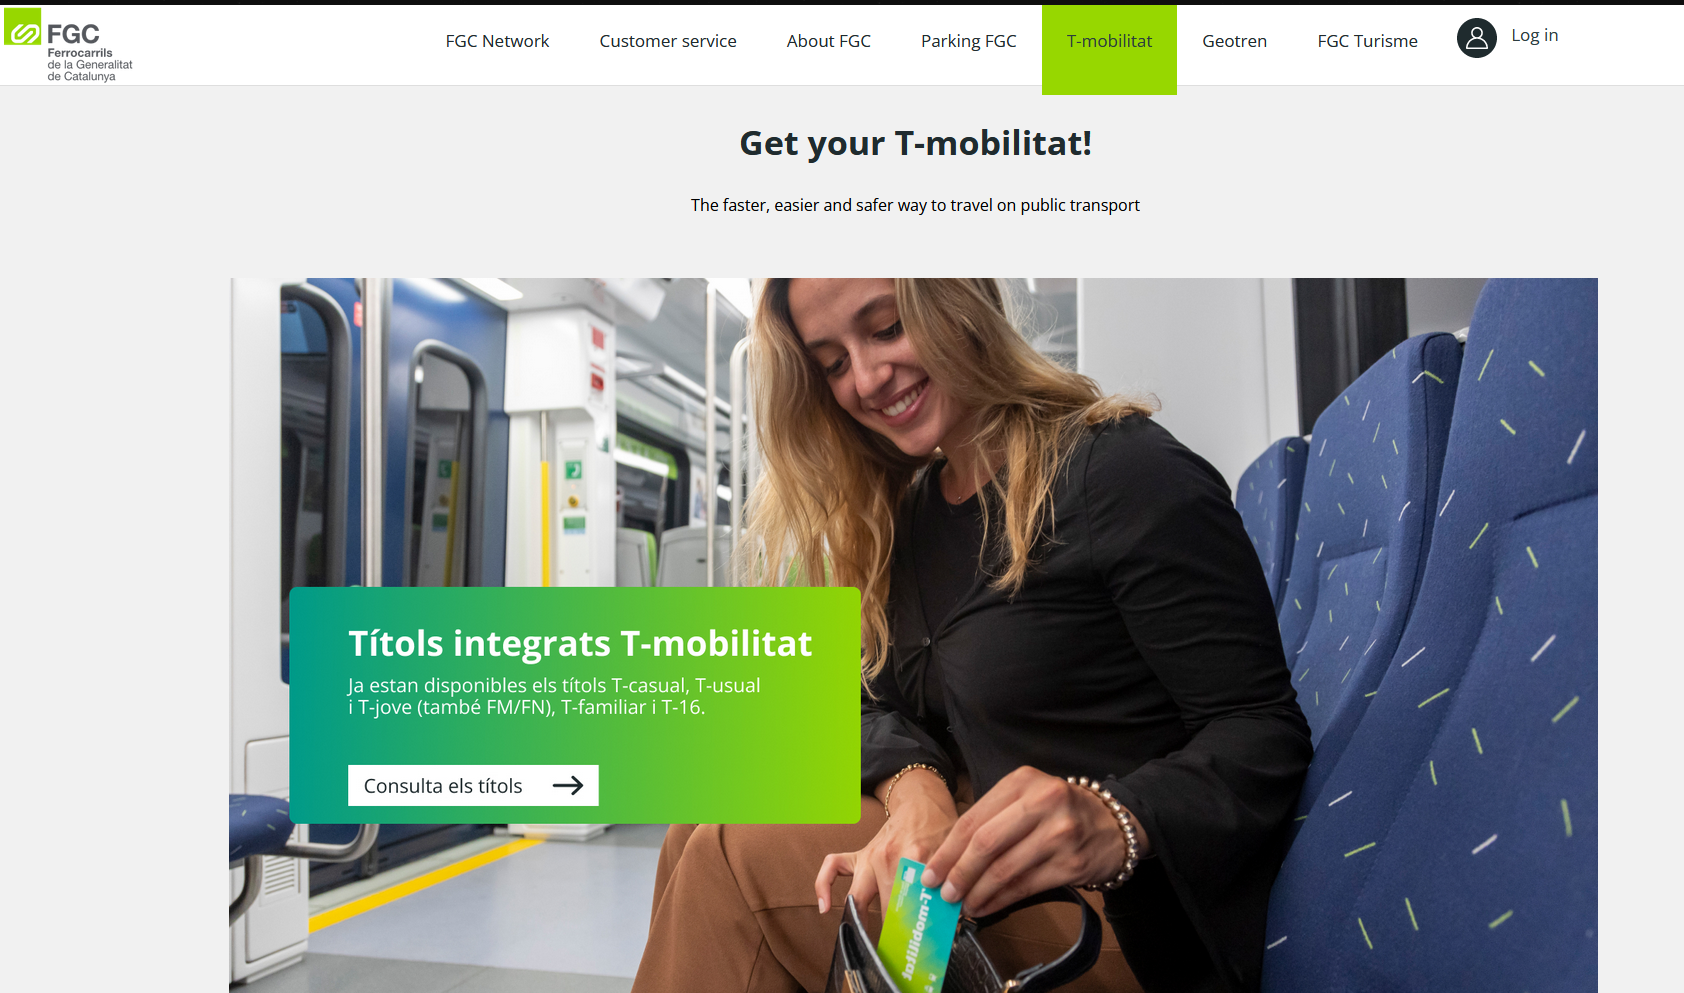 FGC
Ferrocarrils
de la Generalitat
de Catalunya
FGC Network
Customer service
About FGC
Parking FGC
T-mobilitat
Geotren
FGC Turisme
Log in
Get your T-mobilitat!
The faster, easier and safer way to travel on public transport
Títols integrats T-mobilitat
Ja estan disponibles els títols T-casual, T-usual
i T-jove (també FM/FN), T-familiar i T-16.
Consulta els títols
T-mobilitat